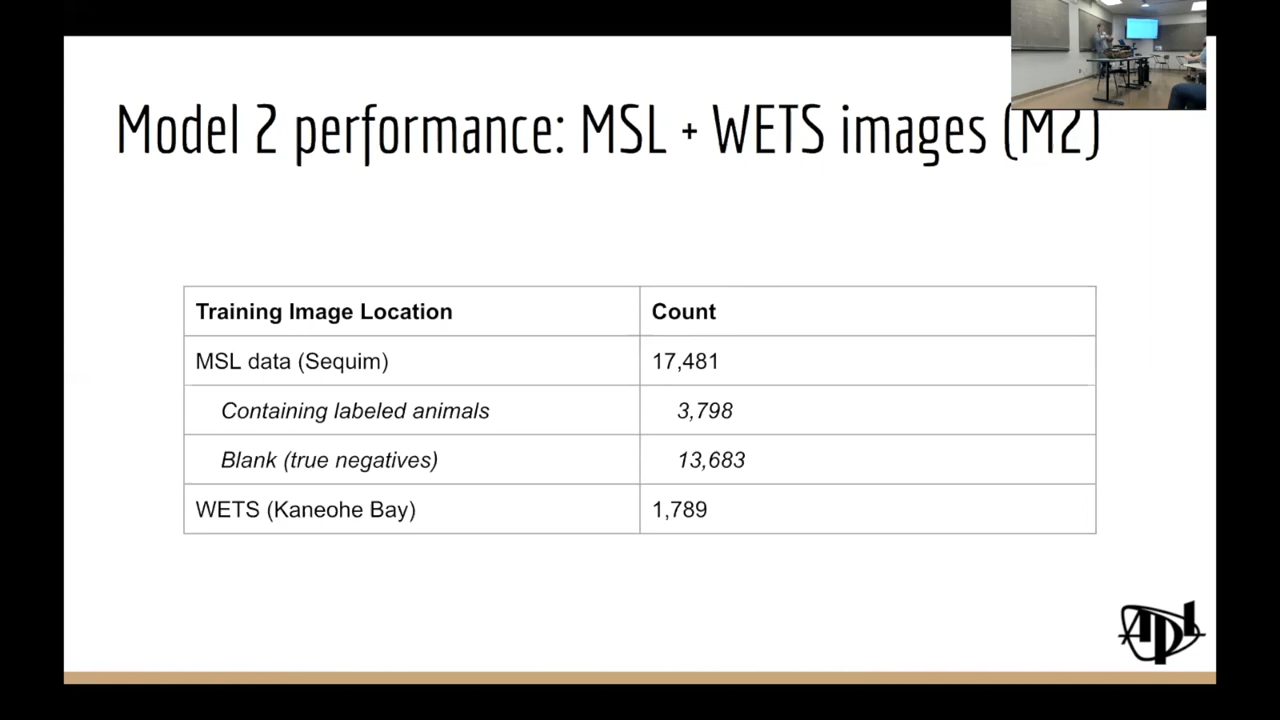 Model 2 performance: MSL + WETS images (M2)
Training Image Location Count
MSL data (Sequim) 17,481
Containing labeled animals 3,798
Blank (true negatives) 13,683
WETS (Kaneohe Bay) 1,789
APL